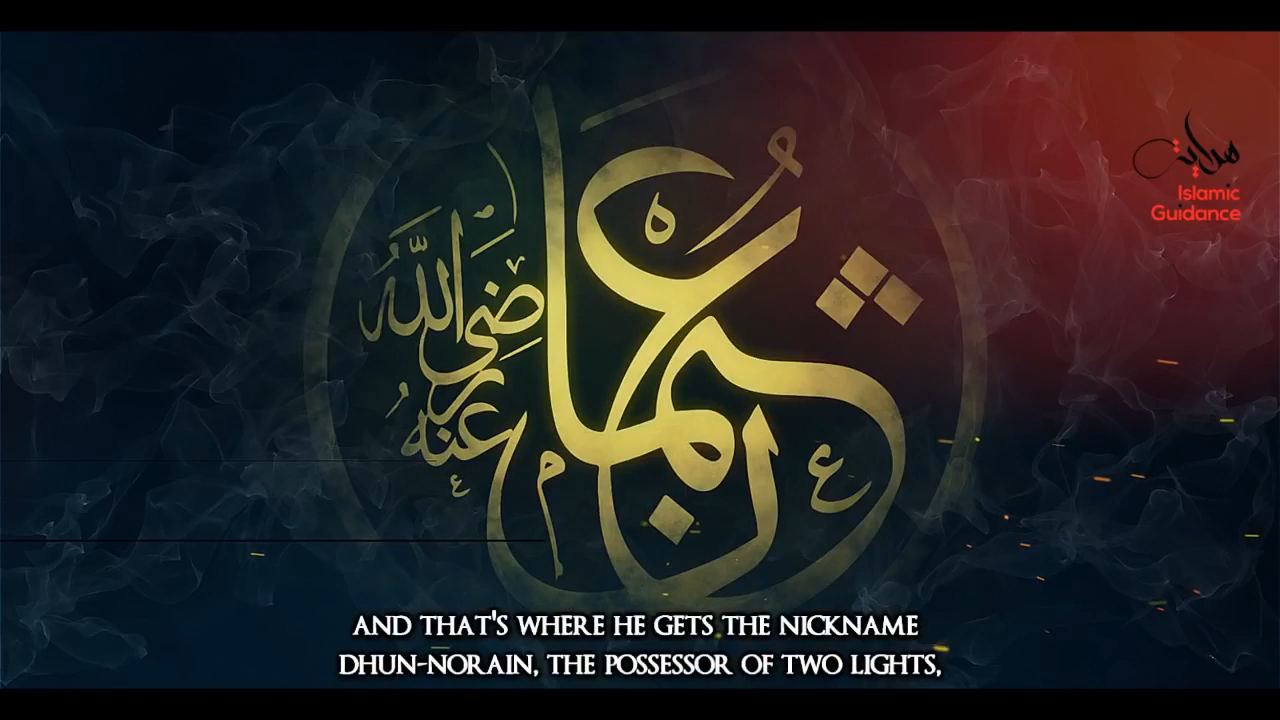 عثمان
رضي الله
عنه
هداية
Islamic
Guidance
AND THAT'S WHERE HE GETS THE NICKNAME
DHUN-NORAIN, THE POSSESSOR OF TWO LIGHTS,